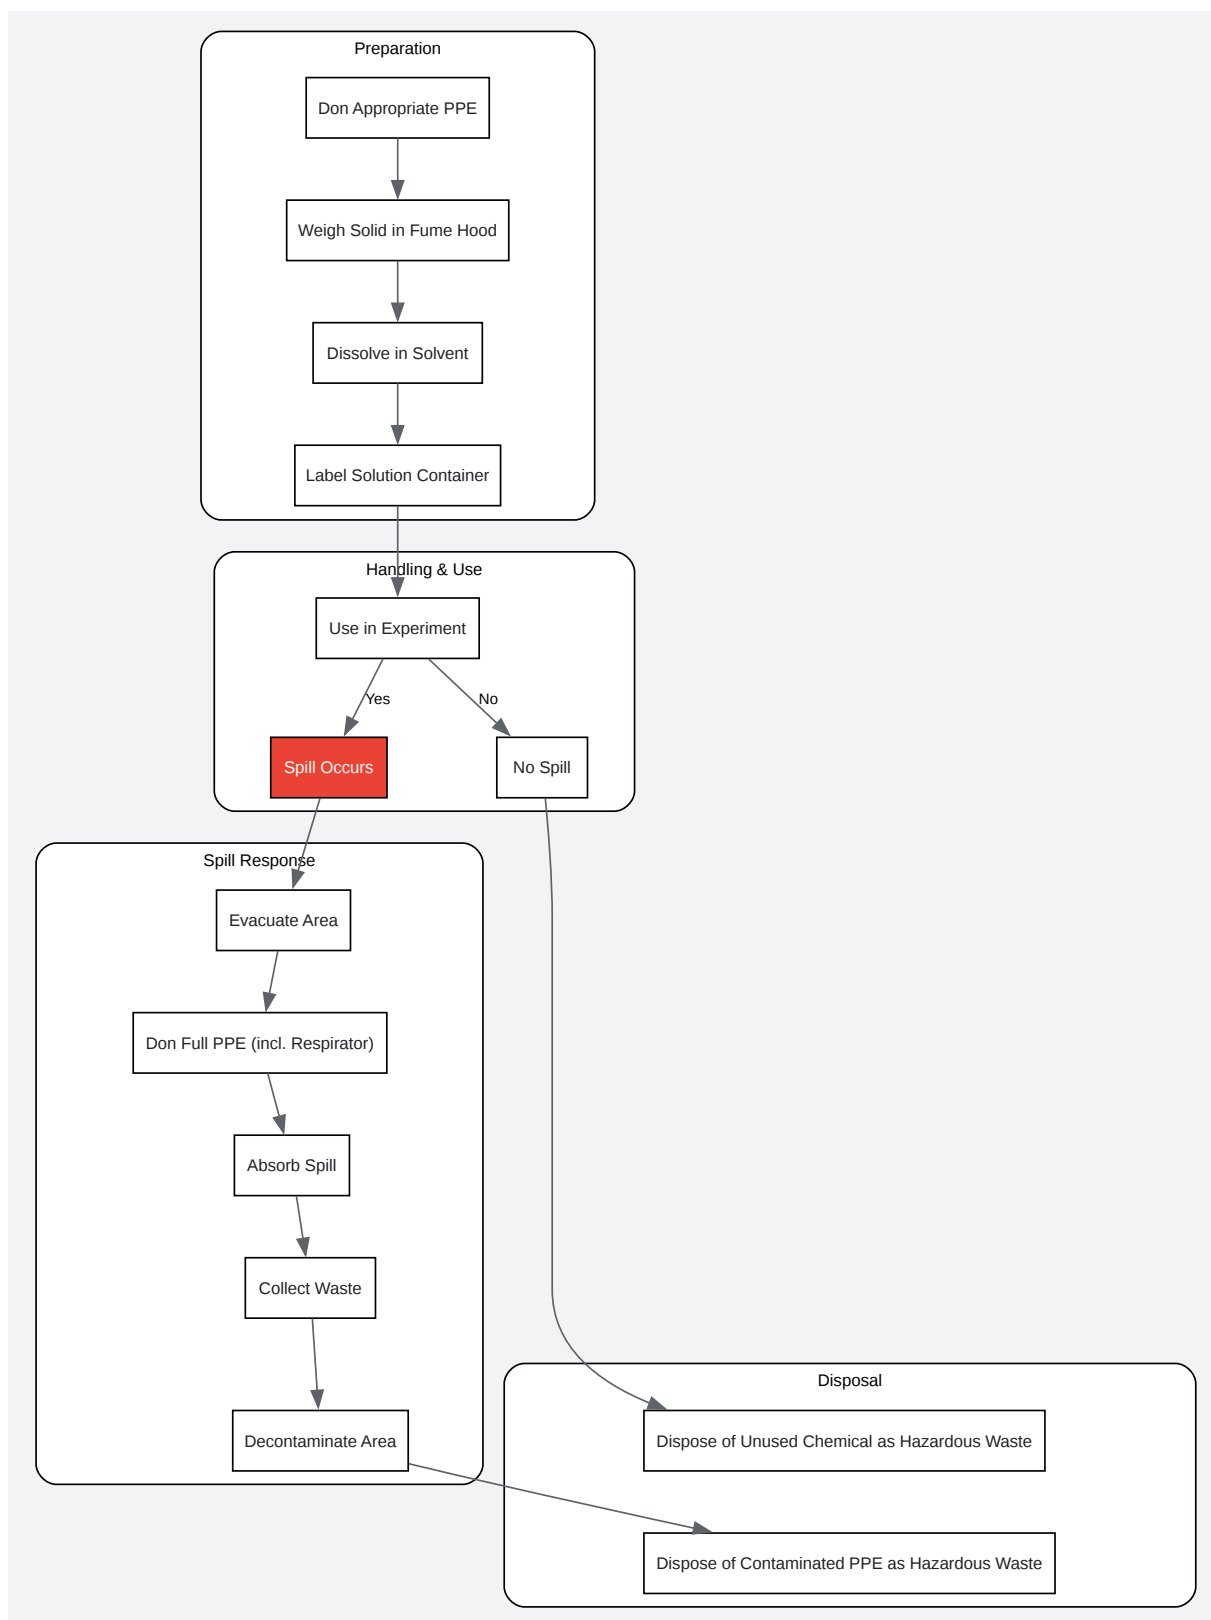 Preparation
Don Appropriate PPE
Weigh Solid in Fume Hood
Dissolve in Solvent
Label Solution Container
Handling & Use
Use in Experiment
Yes
No
Spill Occurs
No Spill
Spill Response
Evacuate Area
Don Full PPE (incl. Respirator)
Absorb Spill
Collect Waste
Decontaminate Area
Disposal
Dispose of Unused Chemical as Hazardous Waste
Dispose of Contaminated PPE as Hazardous Waste